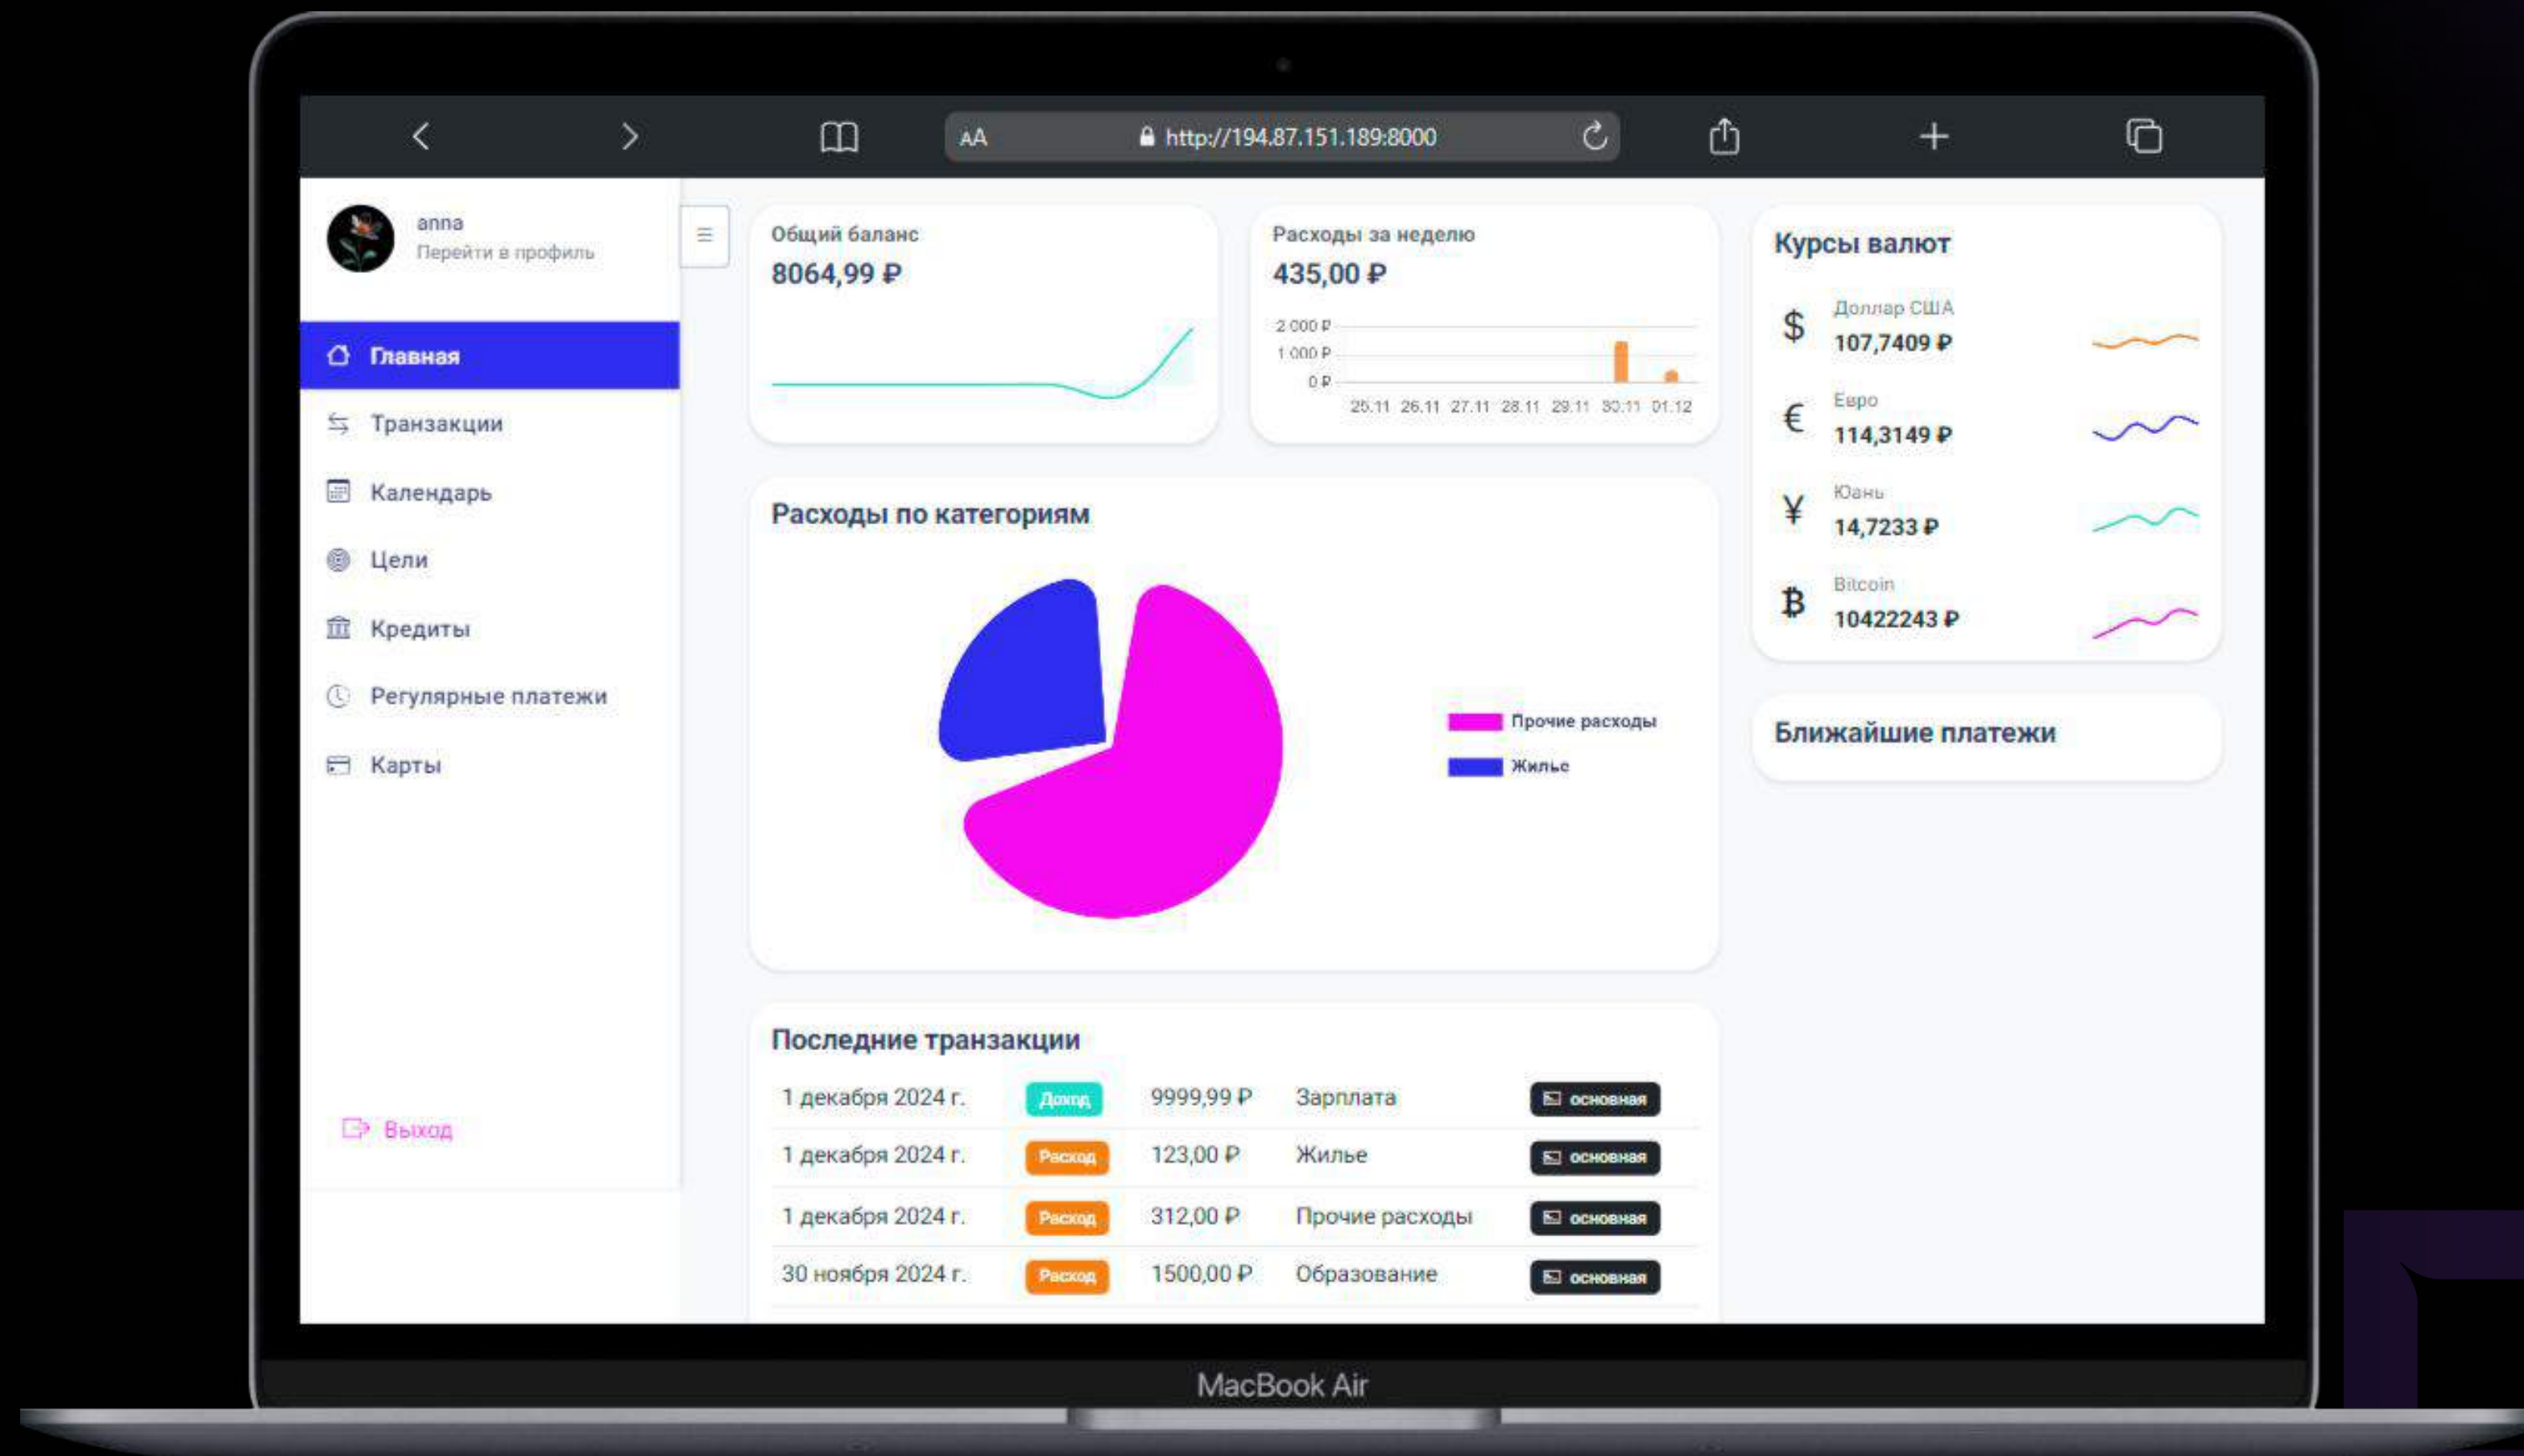 AA
http://194.87.151.189:8000
anna
Перейти в профиль
Главная
Транзакции
Календарь
Цели
Кредиты
Регулярные платежи
Карты
Выход
Общий баланс
8064,99 ₽
Расходы за неделю
435,00 ₽
2 000 ₽
1 000 ₽
0 ₽
25.11 26.11 27.11 28.11 29.11 30.11 01.12
Расходы по категориям
Прочие расходы
Жилье
Последние транзакции
1 декабря 2024 г. Доход 9999,99 ₽ Зарплата основная
1 декабря 2024 г. Расход 123,00 ₽ Жилье основная
1 декабря 2024 г. Расход 312,00 ₽ Прочие расходы основная
30 ноября 2024 г. Расход 1500,00 ₽ Образование основная
Курсы валют
$ Доллар США
107,7409 ₽
€ Евро
114,3149 ₽
¥ Юань
14,7233 ₽
₿ Bitcoin
10422243 ₽
Ближайшие платежи
MacBook Air